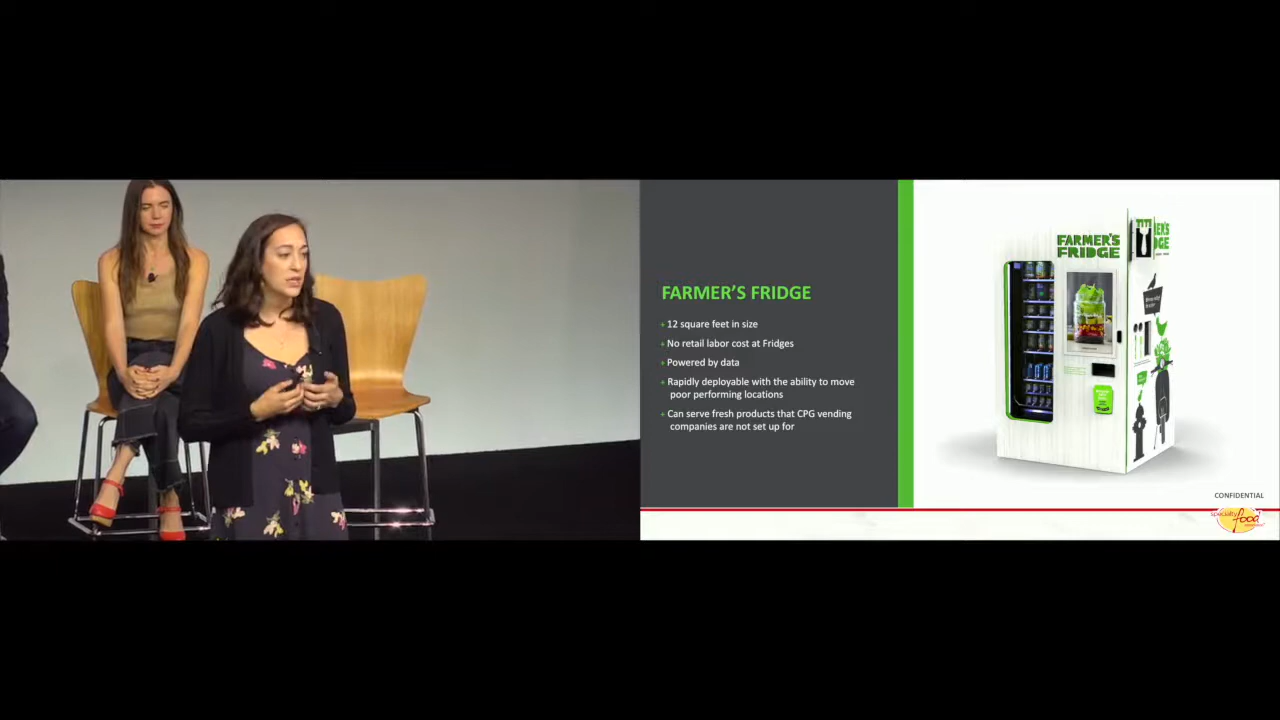 FARMER'S FRIDGE
+ 12 square feet in size
+ No retail labor cost at Fridges
+ Powered by data
+ Rapidly deployable with the ability to move
poor performing locations
+ Can serve fresh products that CPG vending
companies are not set up for
FARMER'S
FRIDGE
CONFIDENTIAL
specialty food